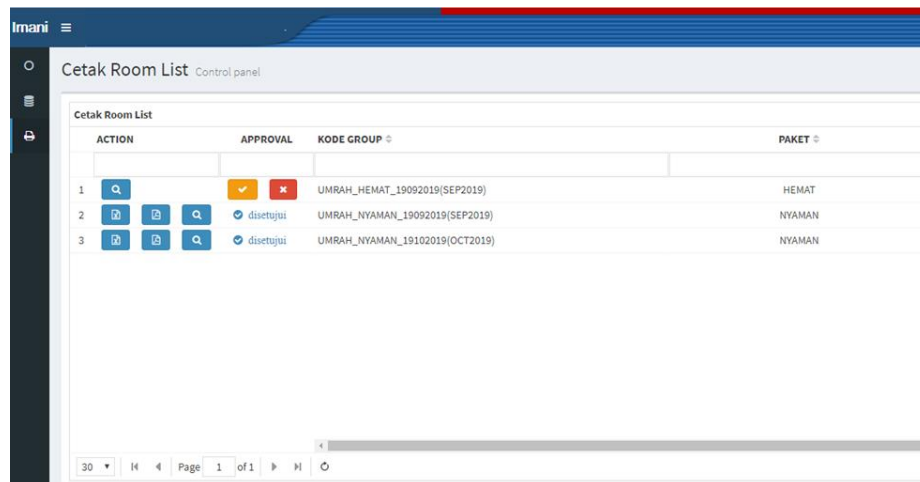 Imani
Cetak Room List Control panel
Cetak Room List
ACTION APPROVAL KODE GROUP PAKET
1 UMRAH_HEMAT_19092019(SEP2019) HEMAT
2 disetujui UMRAH_NYAMAN_19092019(SEP2019) NYAMAN
3 disetujui UMRAH_NYAMAN_19102019(OCT2019) NYAMAN
30 Page 1 of 1